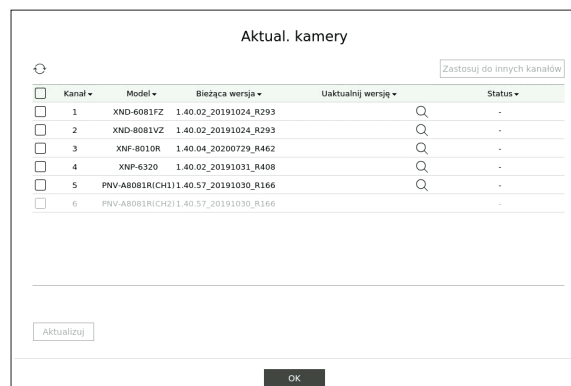 Aktual. kamery
Zastosuj do innych kanałów
Kanał Model Bieżąca wersja Uaktualnij wersję Status
1 XND-6081FZ 1.40.02_20191024_R293 -
2 XND-8081VZ 1.40.02_20191024_R293 -
3 XNF-8010R 1.40.04_20200729_R462 -
4 XNP-6320 1.40.02_20191031_R408 -
5 PNV-A8081R(CH1) 1.40.57_20191030_R166 -
6 PNV-A8081R(CH2) 1.40.57_20191030_R166 -
Aktualizuj
OK